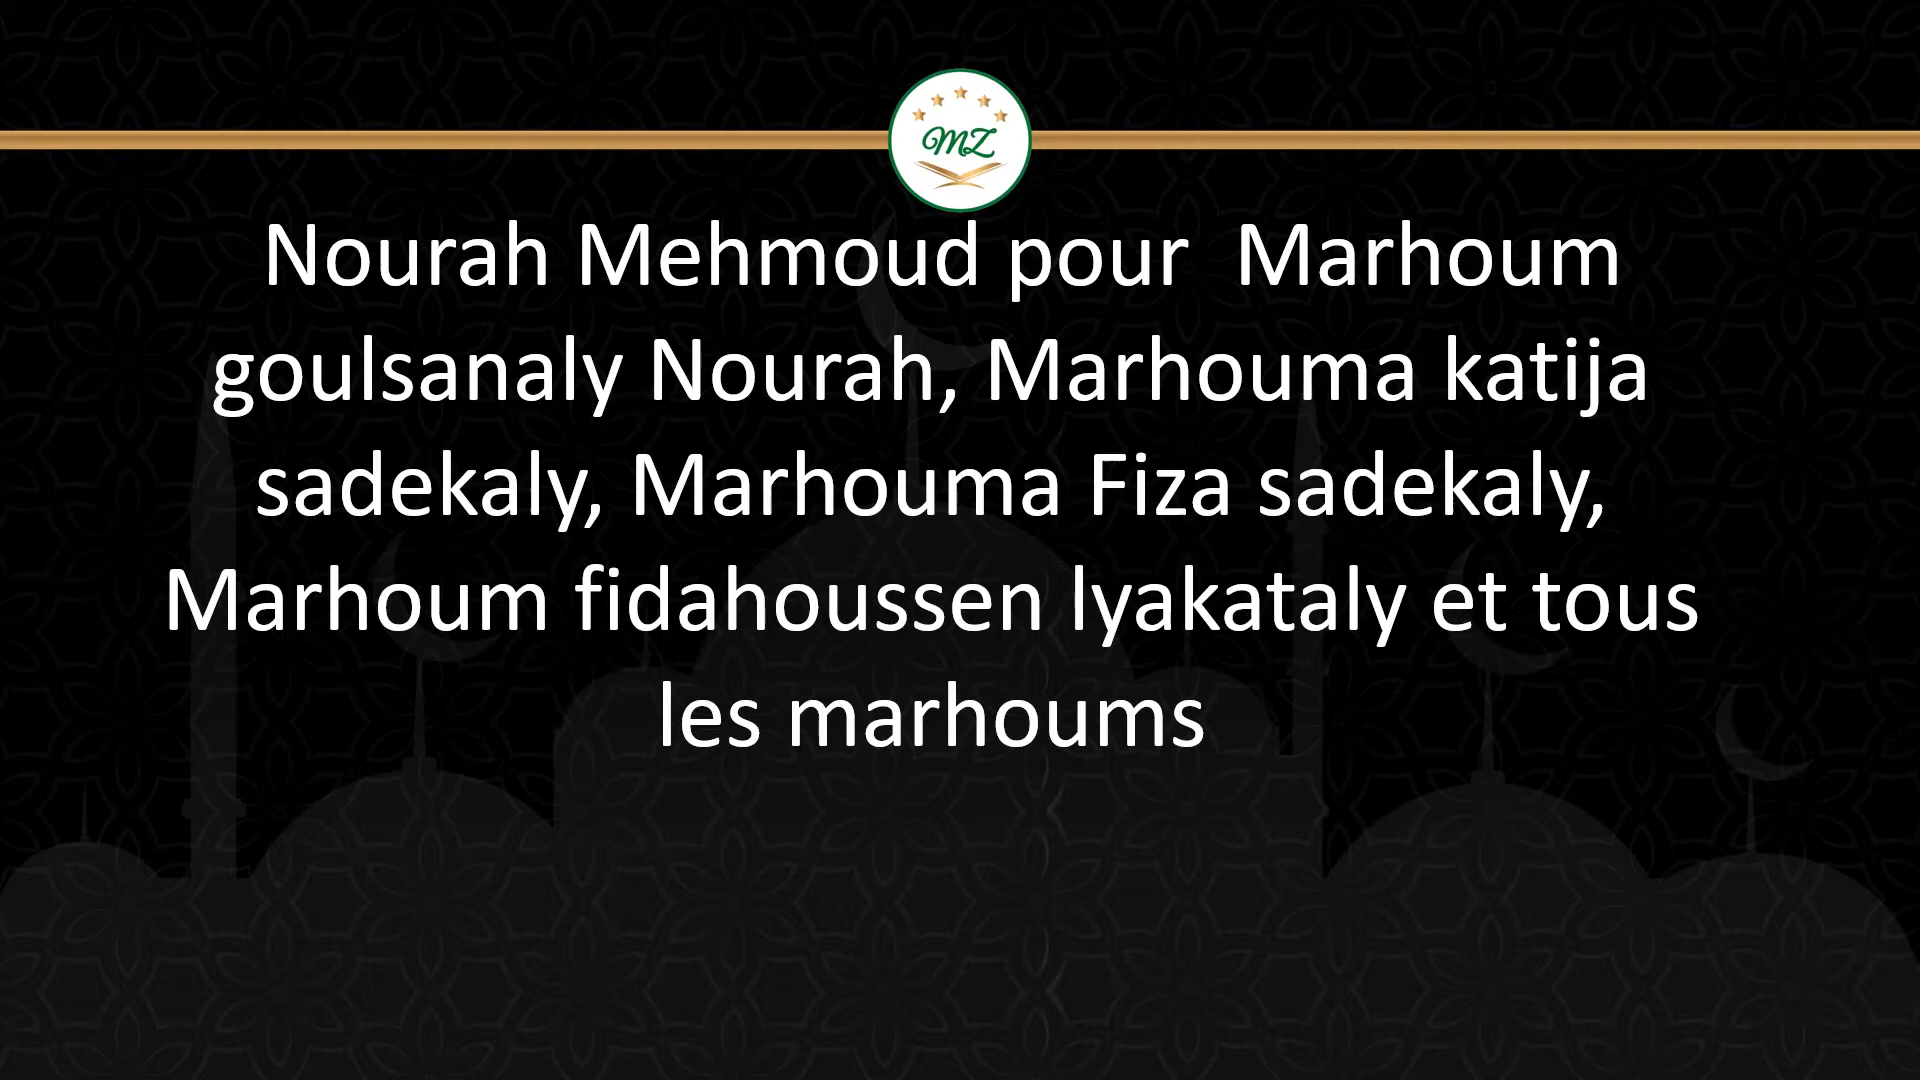 MZ
Nourah Mehmoud pour  Marhoum
goulsanaly Nourah, Marhouma katija
sadekaly, Marhouma Fiza sadekaly,
Marhoum fidahoussen lyakataly et tous
les marhoums